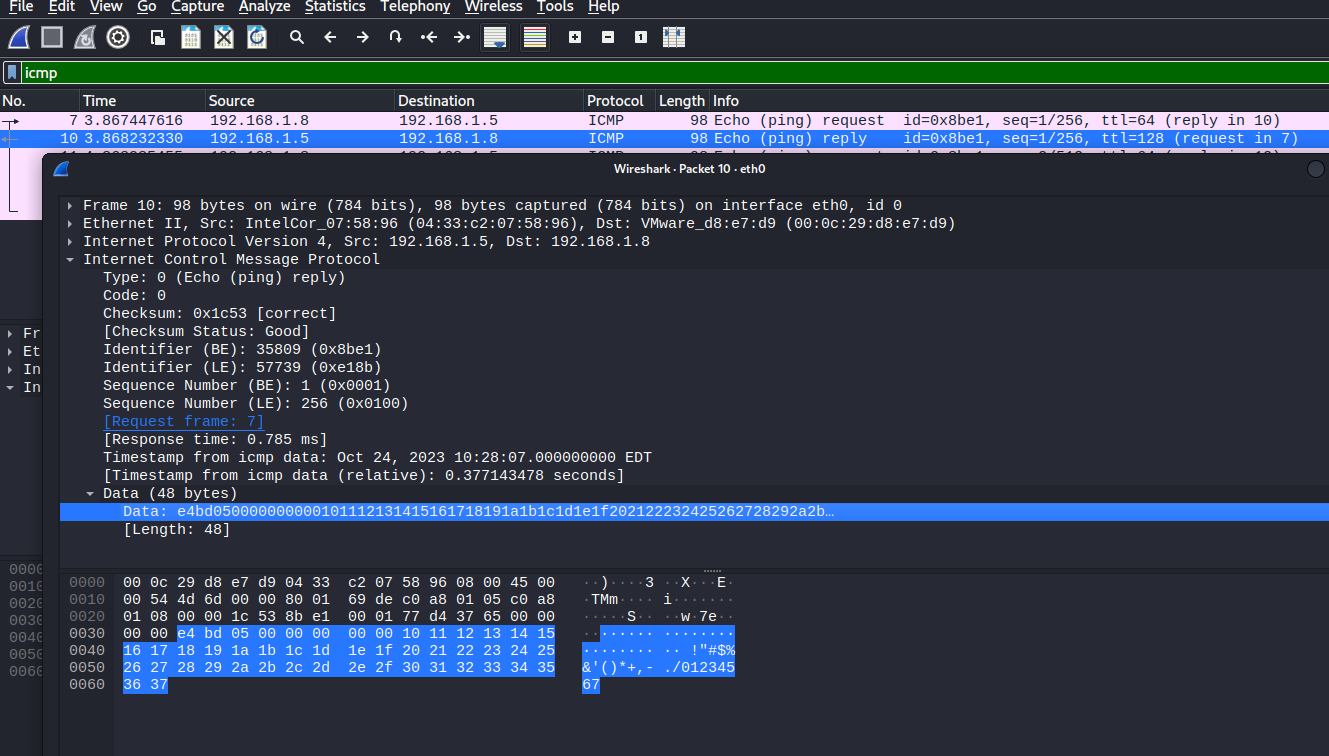 File Edit View Go Capture Analyze Statistics Telephony Wireless Tools Help
icmp
No. Time Source Destination Protocol Length Info
7 3.867447616 192.168.1.8 192.168.1.5 ICMP 98 Echo (ping) request id=0x8be1, seq=1/256, ttl=64 (reply in 10)
10 3.868232330 192.168.1.5 192.168.1.8 ICMP 98 Echo (ping) reply id=0x8be1, seq=1/256, ttl=128 (request in 7)
Wireshark · Packet 10 · eth0
Frame 10: 98 bytes on wire (784 bits), 98 bytes captured (784 bits) on interface eth0, id 0
Ethernet II, Src: IntelCor_07:58:96 (04:33:c2:07:58:96), Dst: VMware_d8:e7:d9 (00:0c:29:d8:e7:d9)
Internet Protocol Version 4, Src: 192.168.1.5, Dst: 192.168.1.8
Internet Control Message Protocol
Type: 0 (Echo (ping) reply)
Code: 0
Checksum: 0x1c53 [correct]
[Checksum Status: Good]
Identifier (BE): 35809 (0x8be1)
Identifier (LE): 57739 (0xe18b)
Sequence Number (BE): 1 (0x0001)
Sequence Number (LE): 256 (0x0100)
[Request frame: 7]
[Response time: 0.785 ms]
Timestamp from icmp data: Oct 24, 2023 10:28:07.000000000 EDT
[Timestamp from icmp data (relative): 0.377143478 seconds]
Data (48 bytes)
Data: e4bd050000000000101112131415161718191a1b1c1d1e1f202122232425262728292a2b…
[Length: 48]
Fr
Et
In
In
0000 00 0c 29 d8 e7 d9 04 33 c2 07 58 96 08 00 45 00 ··)····3 ··X···E·
0010 00 54 4d 6d 00 00 80 01 69 de c0 a8 01 05 c0 a8 ·TMm···· i·······
0020 01 08 00 00 1c 53 8b e1 00 01 77 d4 37 65 00 00 ·····S·· ··w·7e··
0030 00 00 e4 bd 05 00 00 00 00 00 10 11 12 13 14 15 ········ ········
0040 16 17 18 19 1a 1b 1c 1d 1e 1f 20 21 22 23 24 25 ········ ·· !"#$%
0050 26 27 28 29 2a 2b 2c 2d 2e 2f 30 31 32 33 34 35 &'()*+,- ./012345
0060 36 37 67
0000
0010
0020
0030
0040
0050
0060